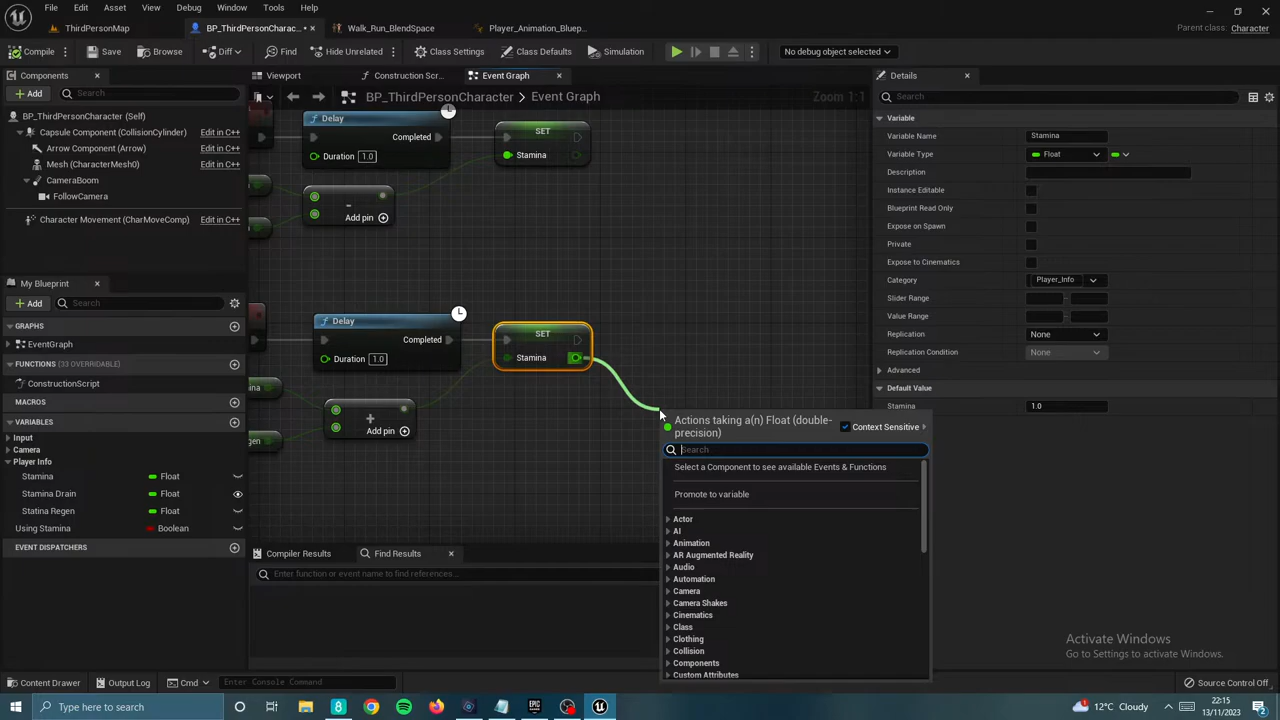 File Edit Asset View Debug Window Tools Help
ThirdPersonMap
BP_ThirdPersonCharac...
Walk_Run_BlendSpace
Player_Animation_Bluep...
Parent class: Character
Compile Save Browse Diff Find Hide Unrelated Class Settings Class Defaults Simulation No debug object selected
Components
Add Search
BP_ThirdPersonCharacter (Self)
Capsule Component (CollisionCylinder) Edit in C++
Arrow Component (Arrow) Edit in C++
Mesh (CharacterMesh0) Edit in C++
CameraBoom
FollowCamera
Character Movement (CharMoveComp) Edit in C++
My Blueprint
Add Search
GRAPHS
EventGraph
FUNCTIONS (33 OVERRIDABLE)
ConstructionScript
MACROS
VARIABLES
Input
Camera
Player Info
Stamina Float
Stamina Drain Float
Statina Regen Float
Using Stamina Boolean
EVENT DISPATCHERS
Viewport Construction Scr... Event Graph
BP_ThirdPersonCharacter > Event Graph
Zoom 1:1
Delay
Completed
Duration 1.0
SET
Stamina
-
Add pin
Delay
Completed
Duration 1.0
SET
Stamina
ina
+
Add pin
gen
Actions taking a(n) Float (double-
precision)
Context Sensitive
Search
Select a Component to see available Events & Functions
Promote to variable
Actor
AI
Animation
AR Augmented Reality
Audio
Automation
Camera
Camera Shakes
Cinematics
Class
Clothing
Collision
Components
Custom Attributes
Compiler Results Find Results
Enter function or event name to find references...
Details
Search
Variable
Variable Name Stamina
Variable Type Float
Description
Instance Editable
Blueprint Read Only
Expose on Spawn
Private
Expose to Cinematics
Category Player_Info
Slider Range
Value Range
Replication None
Replication Condition None
Advanced
Default Value
Stamina 1.0
Activate Windows
Go to Settings to activate Windows.
Content Drawer Output Log Cmd Enter Console Command
Source Control Off
Type here to search
12°C Cloudy
22:15
13/11/2023